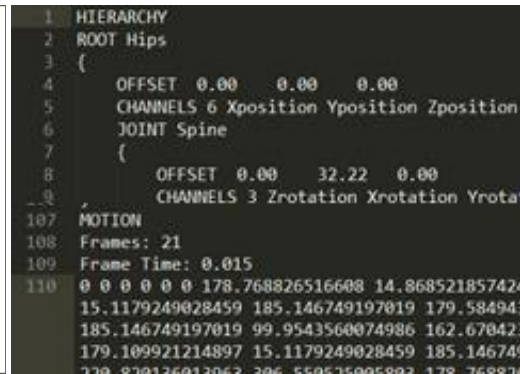 1 HIERARCHY
2 ROOT Hips
3 {
4 OFFSET 0.00 0.00 0.00
5 CHANNELS 6 Xposition Yposition Zposition
6 JOINT Spine
7 {
8 OFFSET 0.00 32.22 0.00
9 CHANNELS 3 Zrotation Xrotation Yrotat
107 MOTION
108 Frames: 21
109 Frame Time: 0.015
110 0 0 0 0 0 0 178.768826516608 14.868521857424
15.1179249028459 185.146749197019 179.584941
185.146749197019 99.9543560074986 162.670421
179.109921214897 15.1179249028459 185.146749